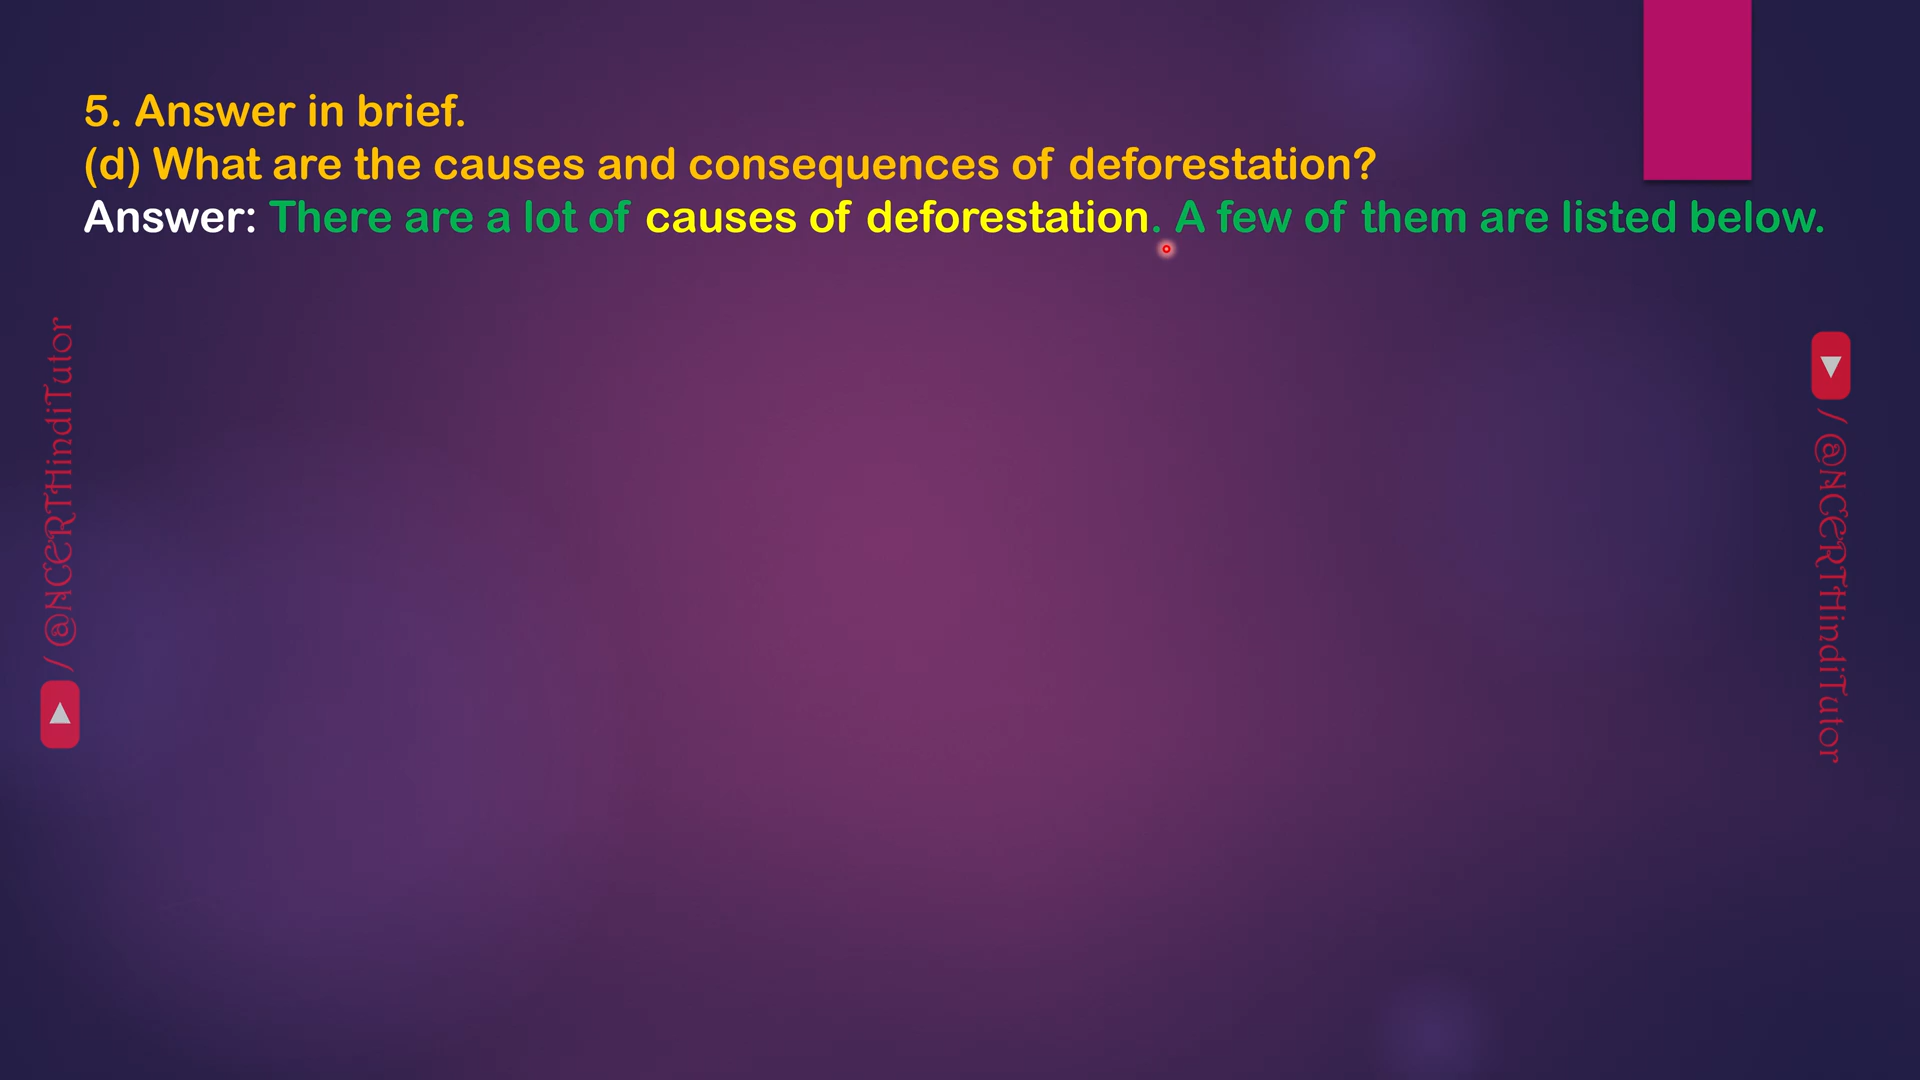 5. Answer in brief.
(d) What are the causes and consequences of deforestation?
Answer: There are a lot of causes of deforestation. A few of them are listed below.
/ @NCERTHindiTutor
/ @NCERTHindiTutor